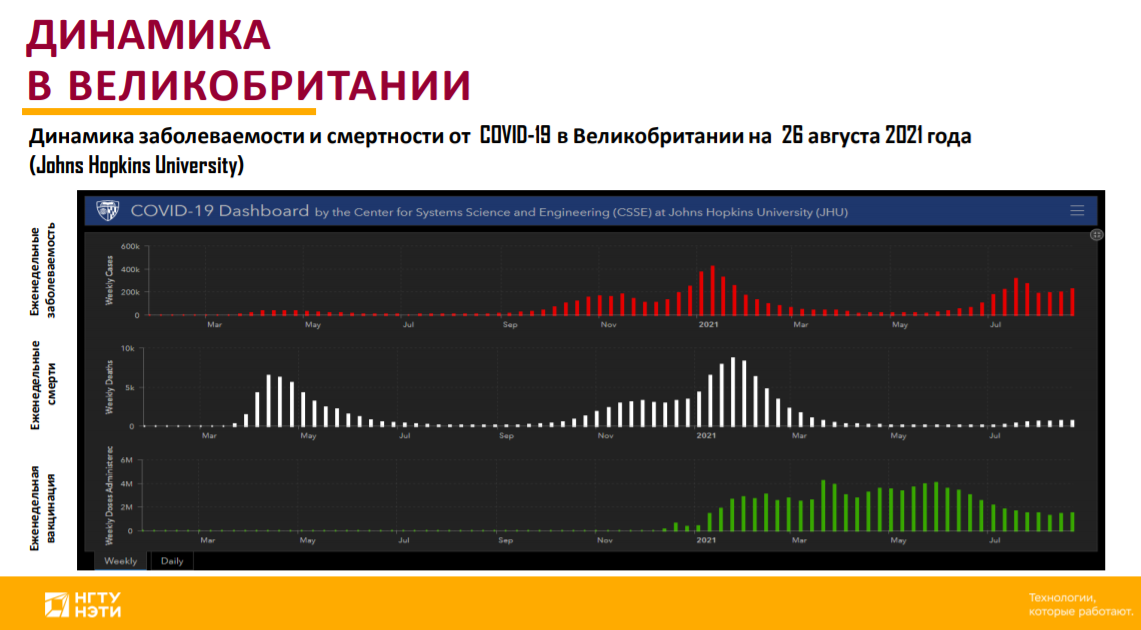 ДИНАМИКА
В ВЕЛИКОБРИТАНИИ
Динамика заболеваемости и смертности от COVID-19 в Великобритании на 26 августа 2021 года
(Johns Hopkins University)
COVID-19 Dashboard by the Center for Systems Science and Engineering (CSSE) at Johns Hopkins University (JHU)
Еженедельные
заболеваемость
Weekly Cases
600k
400k
200k
0
Mar May Jul Sep Nov 2021 Mar May Jul
Еженедельные
смерти
Weekly Deaths
10k
5k
0
Mar May Jul Sep Nov 2021 Mar May Jul
Еженедельная
вакцинация
Weekly Doses Administerec
6M
4M
2M
0
Mar May Jul Sep Nov 2021 Mar May Jul
Weekly Daily
НГТУ
НЭТИ
Технологии,
которые работают.